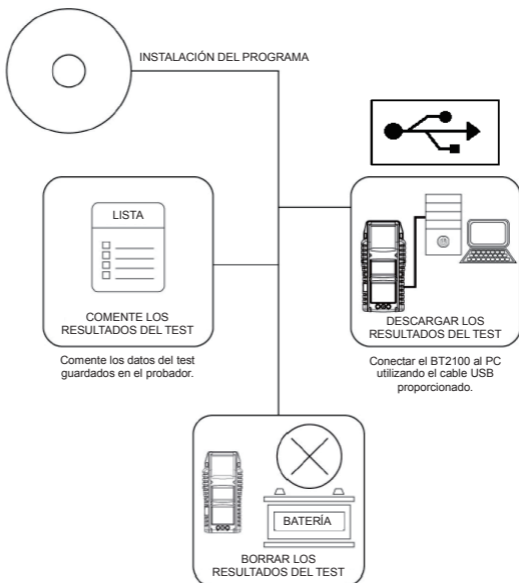 INSTALACIÓN DEL PROGRAMA
LISTA
COMENTE LOS
RESULTADOS DEL TEST
Comente los datos del test
guardados en el probador.
DESCARGAR LOS
RESULTADOS DEL TEST
Conectar el BT2100 al PC
utilizando el cable USB
proporcionado.
BATERÍA
BORRAR LOS
RESULTADOS DEL TEST